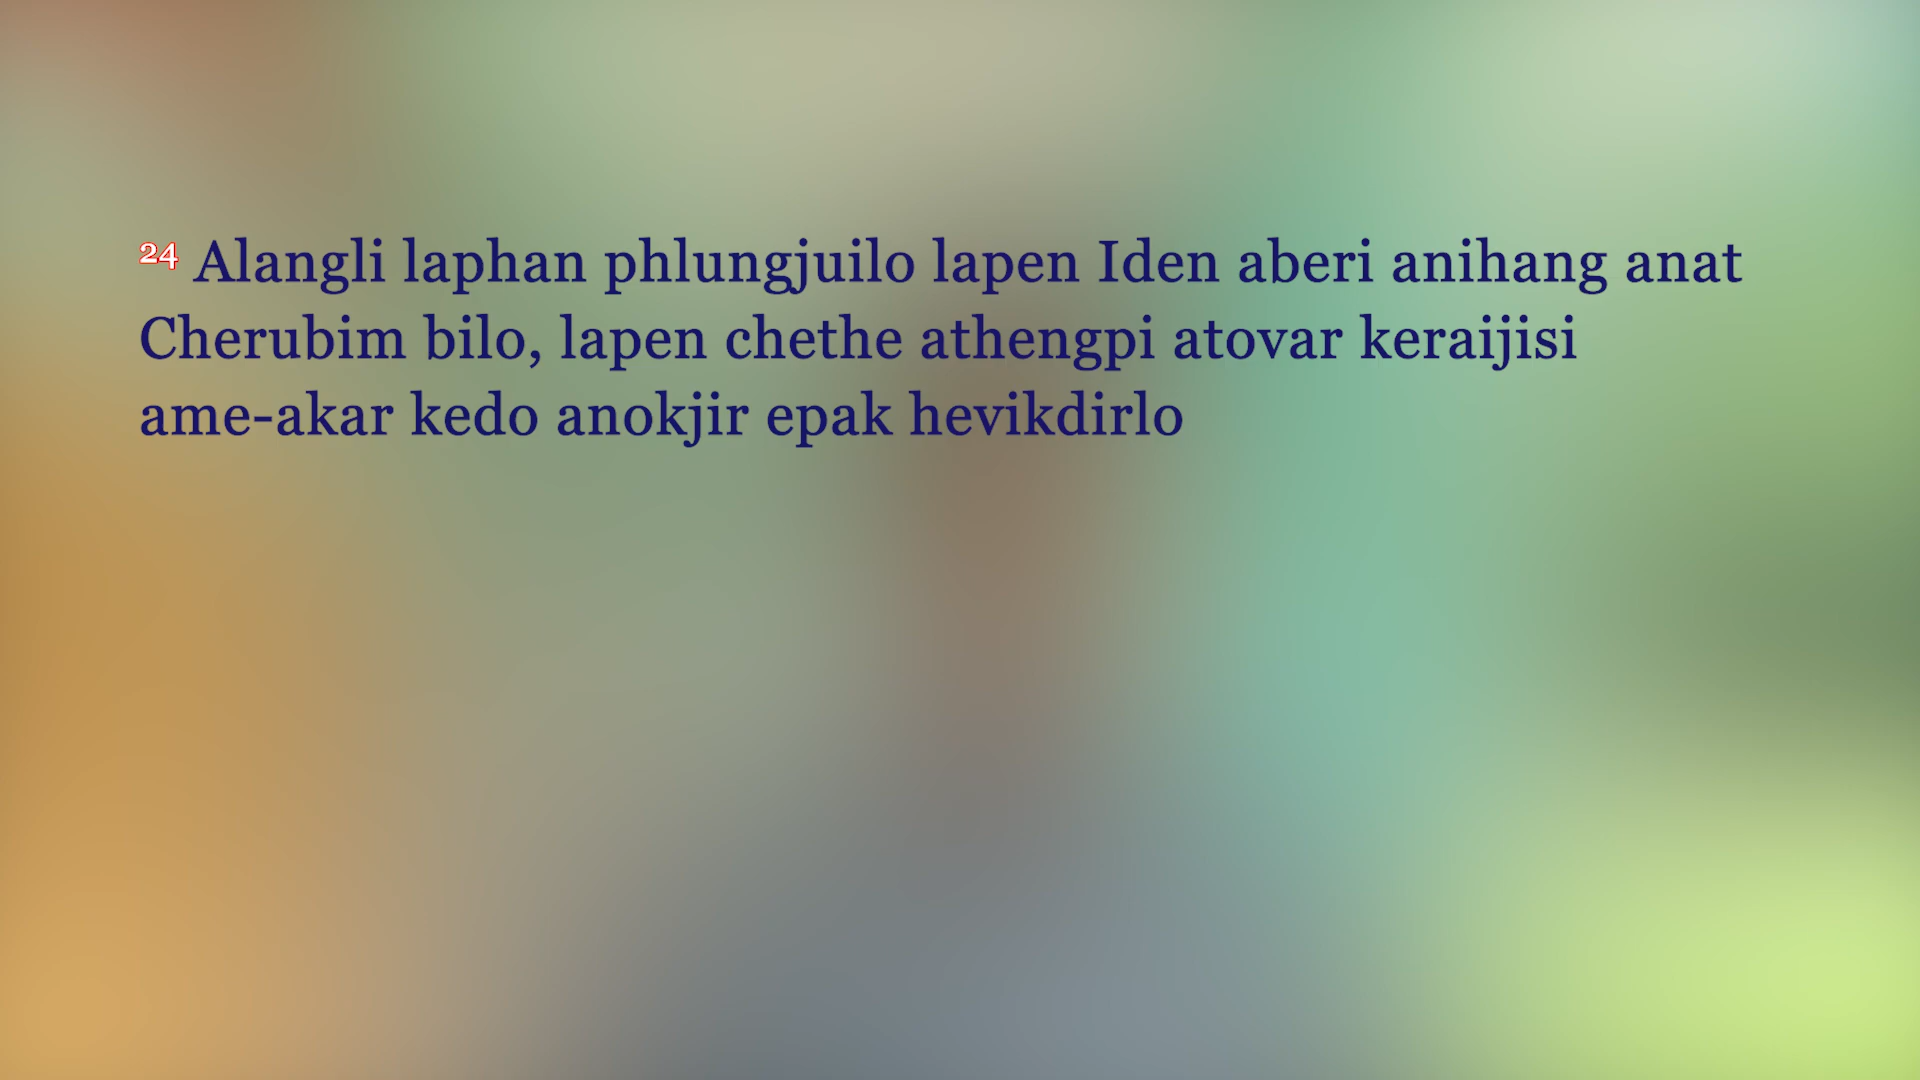 24 Alangli laphan phlungjuilo lapen Iden aberi anihang anat
Cherubim bilo, lapen chethe athengpi atovar keraijisi
ame-akar kedo anokjir epak hevikdirlo